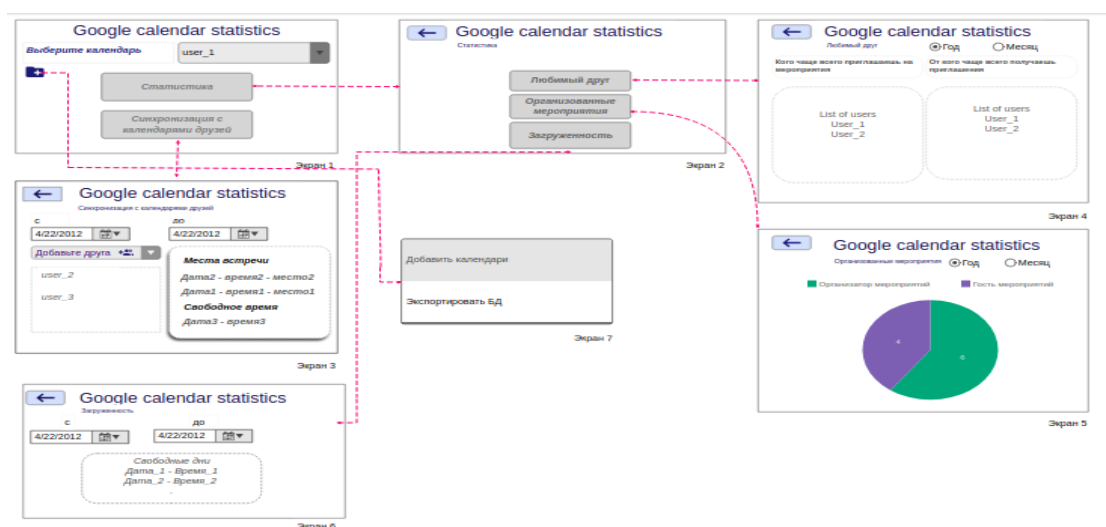 Google calendar statistics
Выберите календарь
user_1
Статистика
Синхронизация с
календарями друзей
Экран 1
Google calendar statistics
Статистика
Любимый друг
Организованные
мероприятия
Загруженность
Экран 2
Google calendar statistics
Любимый друг
Год
Месяц
Кого чаще всего приглашаешь на
мероприятия
От кого чаще всего получаешь
приглашения
List of users
User_1
User_2
List of users
User_1
User_2
Экран 4
Google calendar statistics
Синхронизация с календарями друзей
с
до
4/22/2012
4/22/2012
Добавьте друга
user_2
user_3
Места встречи
Дата2 - время2 - место2
Дата1 - время1 - место1
Свободное время
Дата3 - время3
Экран 3
Добавить календари
Экспортировать БД
Экран 7
Google calendar statistics
Организованные мероприятия
Год
Месяц
Организатор мероприятий
Гость мероприятий
4
6
Экран 5
Google calendar statistics
Загруженность
с
до
4/22/2012
4/22/2012
Свободные дни
Дата_1 - Время_1
Дата_2 - Время_2
Экран 6